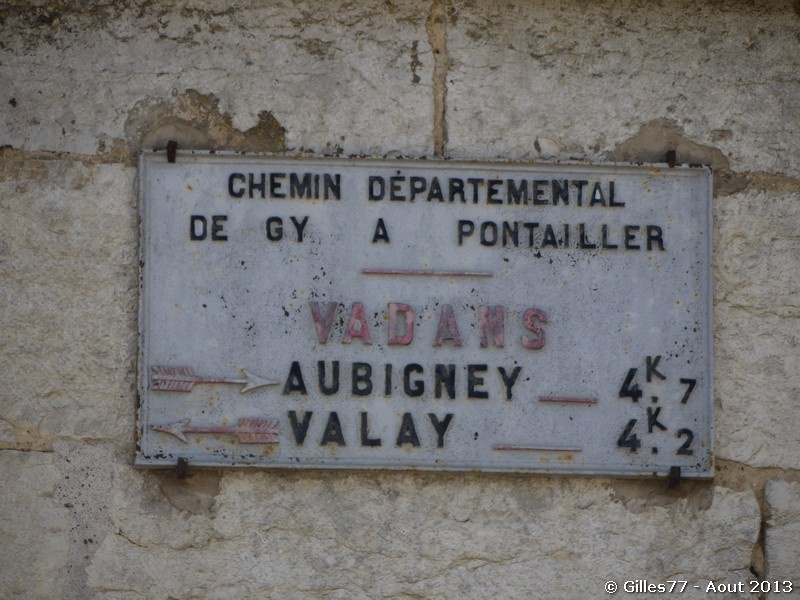 CHEMIN DÉPARTEMENTAL
DE GY A PONTAILLER
VADANS
AUBIGNEY 4K.7
VALAY 4K.2
© Gilles77 - Aout 2013